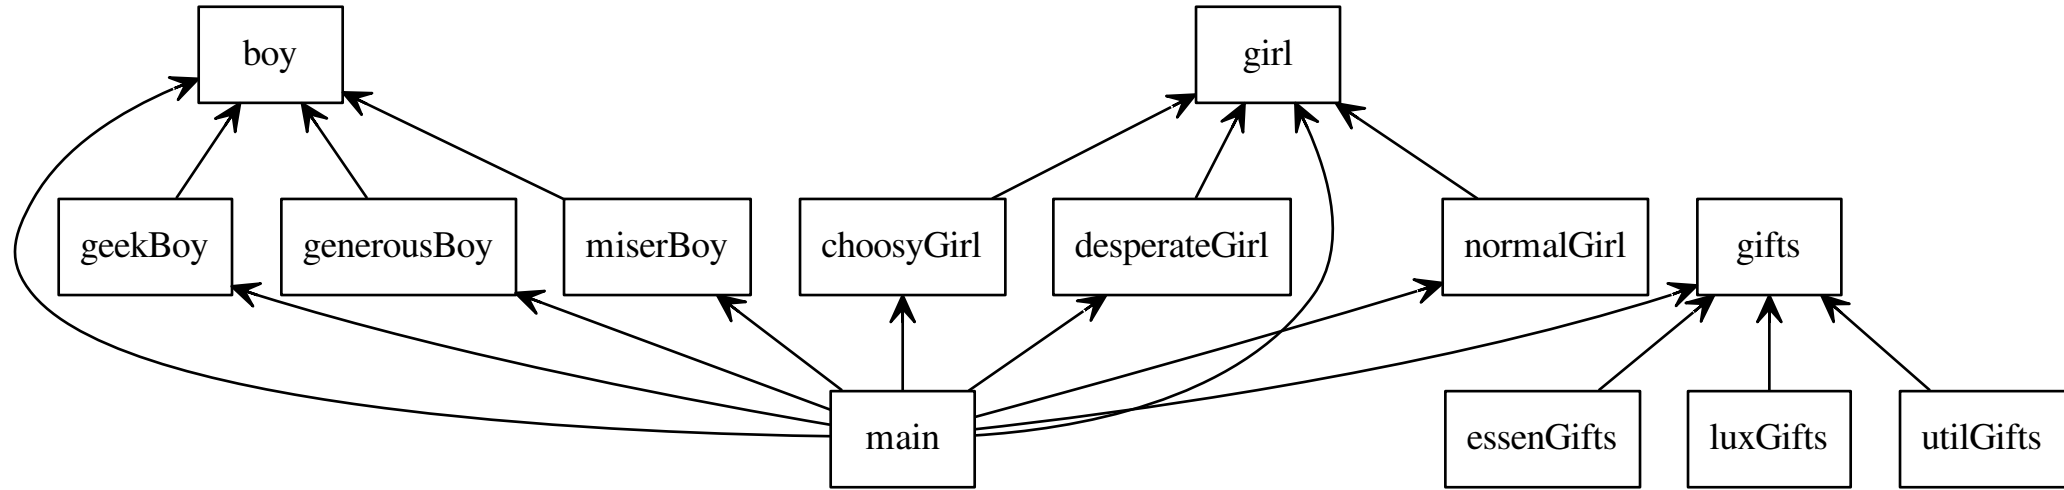 boy
girl
geekBoy
generousBoy
miserBoy
choosyGirl
desperateGirl
normalGirl
gifts
main
essenGifts
luxGifts
utilGifts